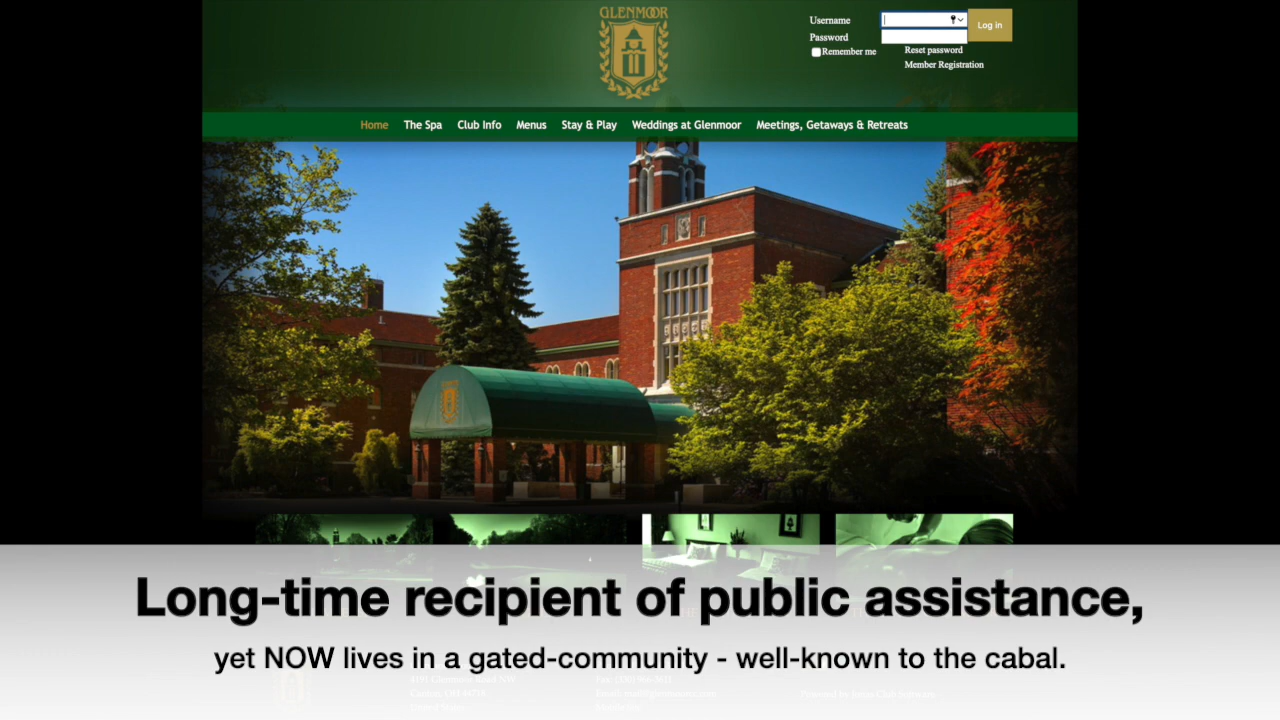 GLENMOOR
Username
Log in
Password
Remember me
Reset password
Member Registration
Home The Spa Club Info Menus Stay & Play Weddings at Glenmoor Meetings, Getaways & Retreats
Long-time recipient of public assistance,
yet NOW lives in a gated-community - well-known to the cabal.